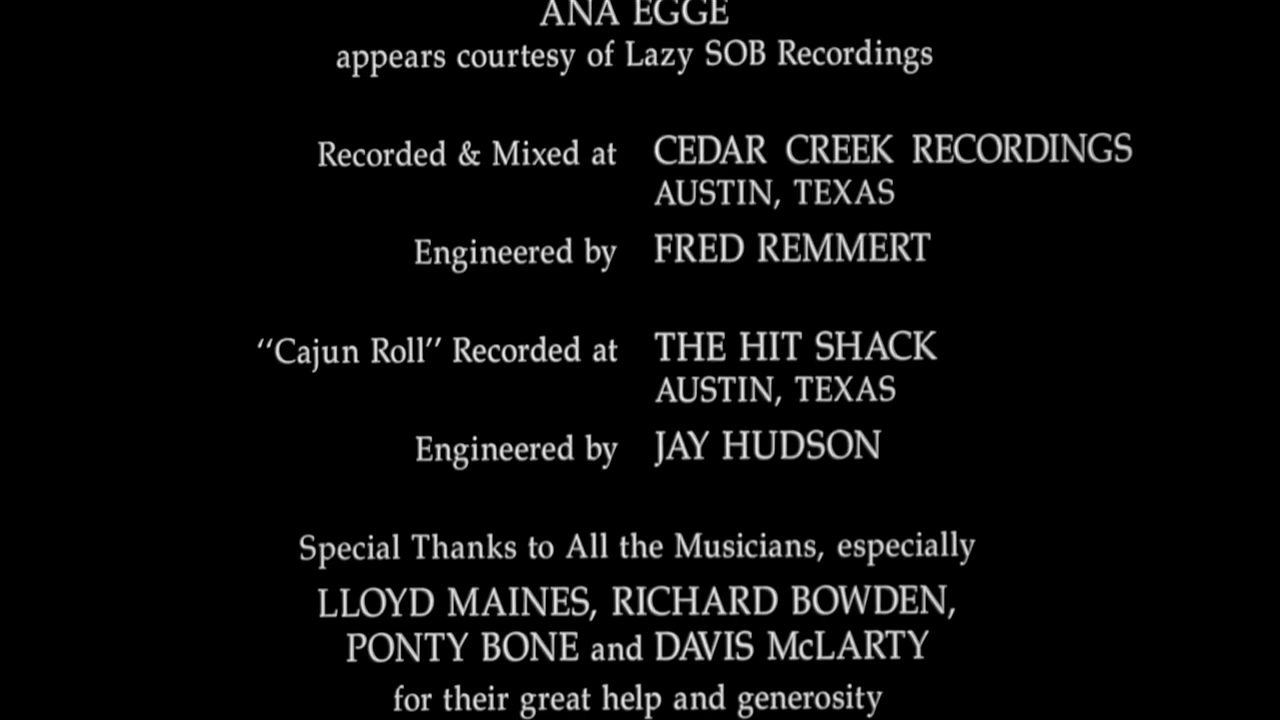 ANA EGGE
appears courtesy of Lazy SOB Recordings
Recorded & Mixed at CEDAR CREEK RECORDINGS
AUSTIN, TEXAS
Engineered by FRED REMMERT
"Cajun Roll" Recorded at THE HIT SHACK
AUSTIN, TEXAS
Engineered by JAY HUDSON
Special Thanks to All the Musicians, especially
LLOYD MAINES, RICHARD BOWDEN,
PONTY BONE and DAVIS McLARTY
for their great help and generosity